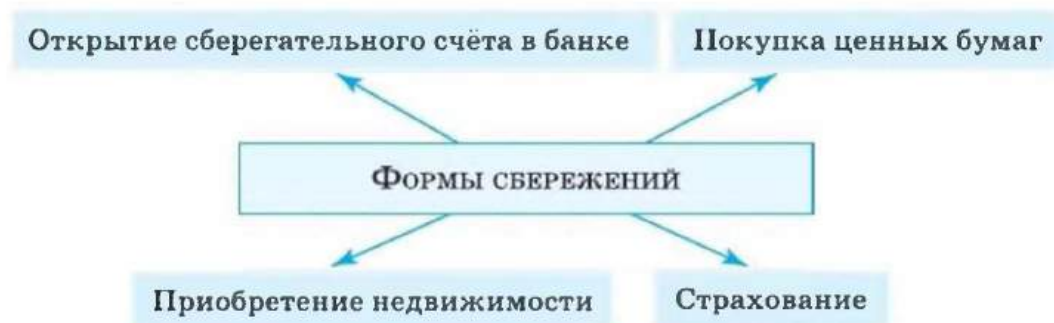 Открытие сберегательного счёта в банке
Покупка ценных бумаг
Формы сбережений
Приобретение недвижимости
Страхование